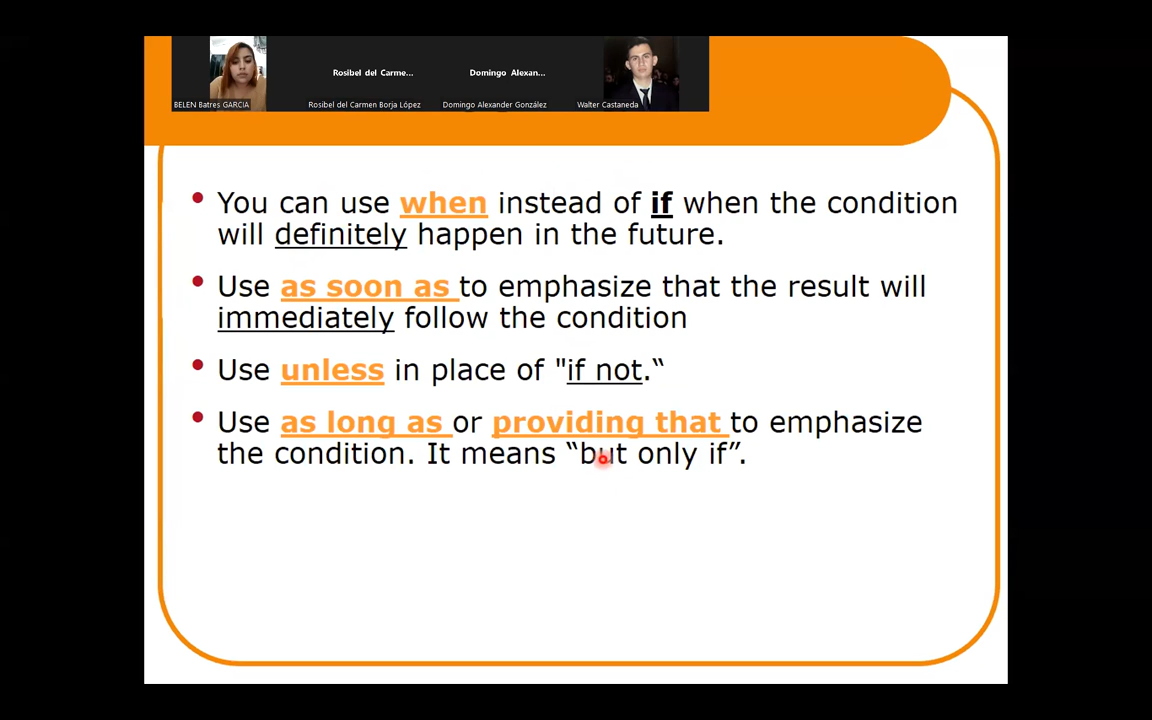 Rosibel del Carme... Domingo Alexan...
BELEN Batres GARCIA Rosibel del Carmen Borja López Domingo Alexander González Walter Castaneda
• You can use when instead of if when the condition
will definitely happen in the future.
• Use as soon as to emphasize that the result will
immediately follow the condition
• Use unless in place of "if not.“
• Use as long as or providing that to emphasize
the condition. It means “but only if”.